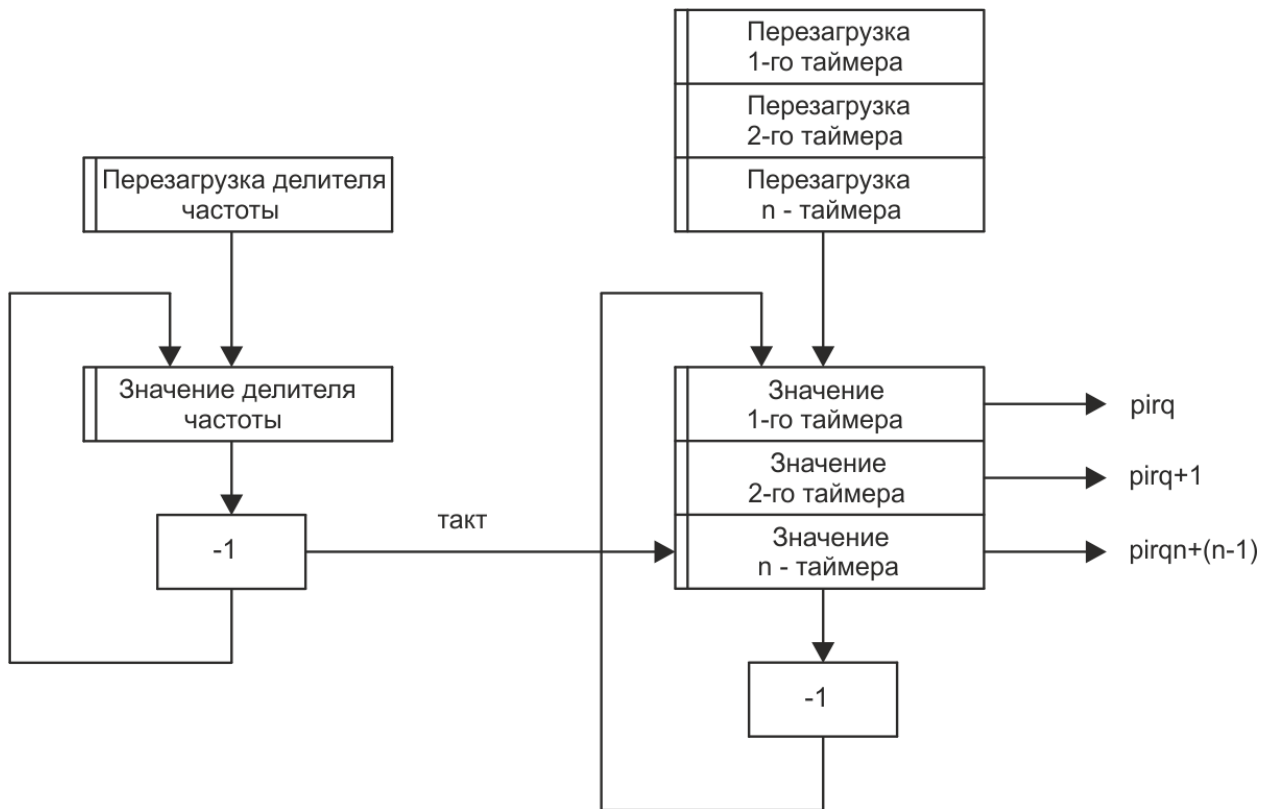 Перезагрузка
1-го таймера
Перезагрузка
2-го таймера
Перезагрузка
n - таймера
Перезагрузка делителя
частоты
Значение делителя
частоты
-1
такт
Значение
1-го таймера
Значение
2-го таймера
Значение
n - таймера
pirq
pirq+1
pirqn+(n-1)
-1